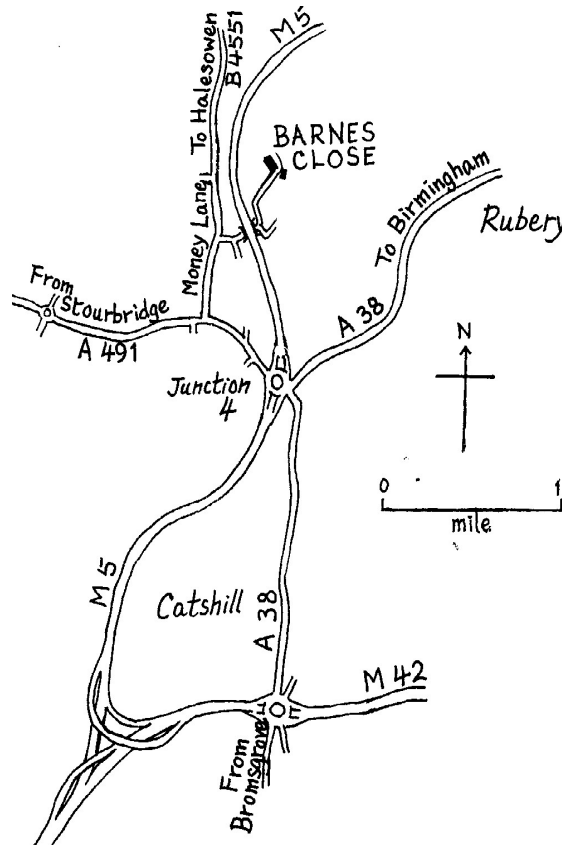 M5
To Halesowen
B4551
BARNES
CLOSE
To Birmingham
Rubery
Money Lane
From
Stourbridge
A 491
A 38
N
Junction
4
0 1
mile
M5
Catshill
A 38
M 42
From
Bromsgrove